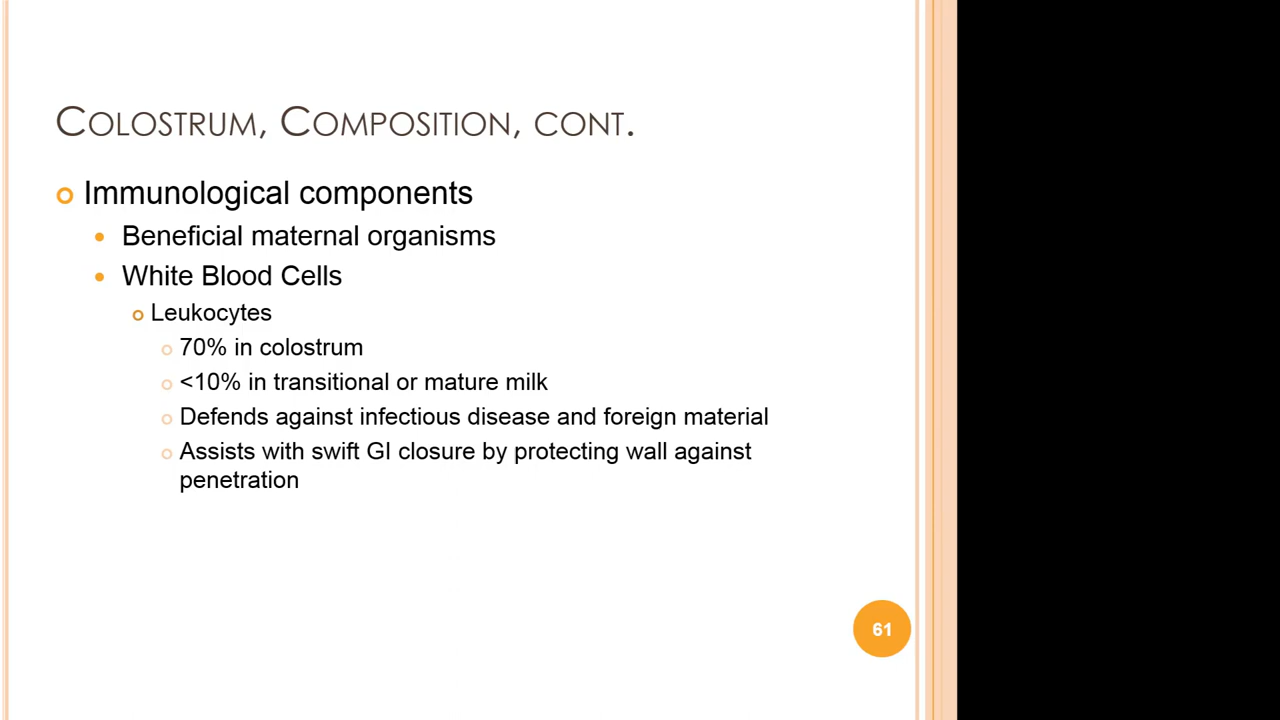 Colostrum, Composition, cont.
Immunological components
Beneficial maternal organisms
White Blood Cells
Leukocytes
70% in colostrum
<10% in transitional or mature milk
Defends against infectious disease and foreign material
Assists with swift GI closure by protecting wall against
penetration
61